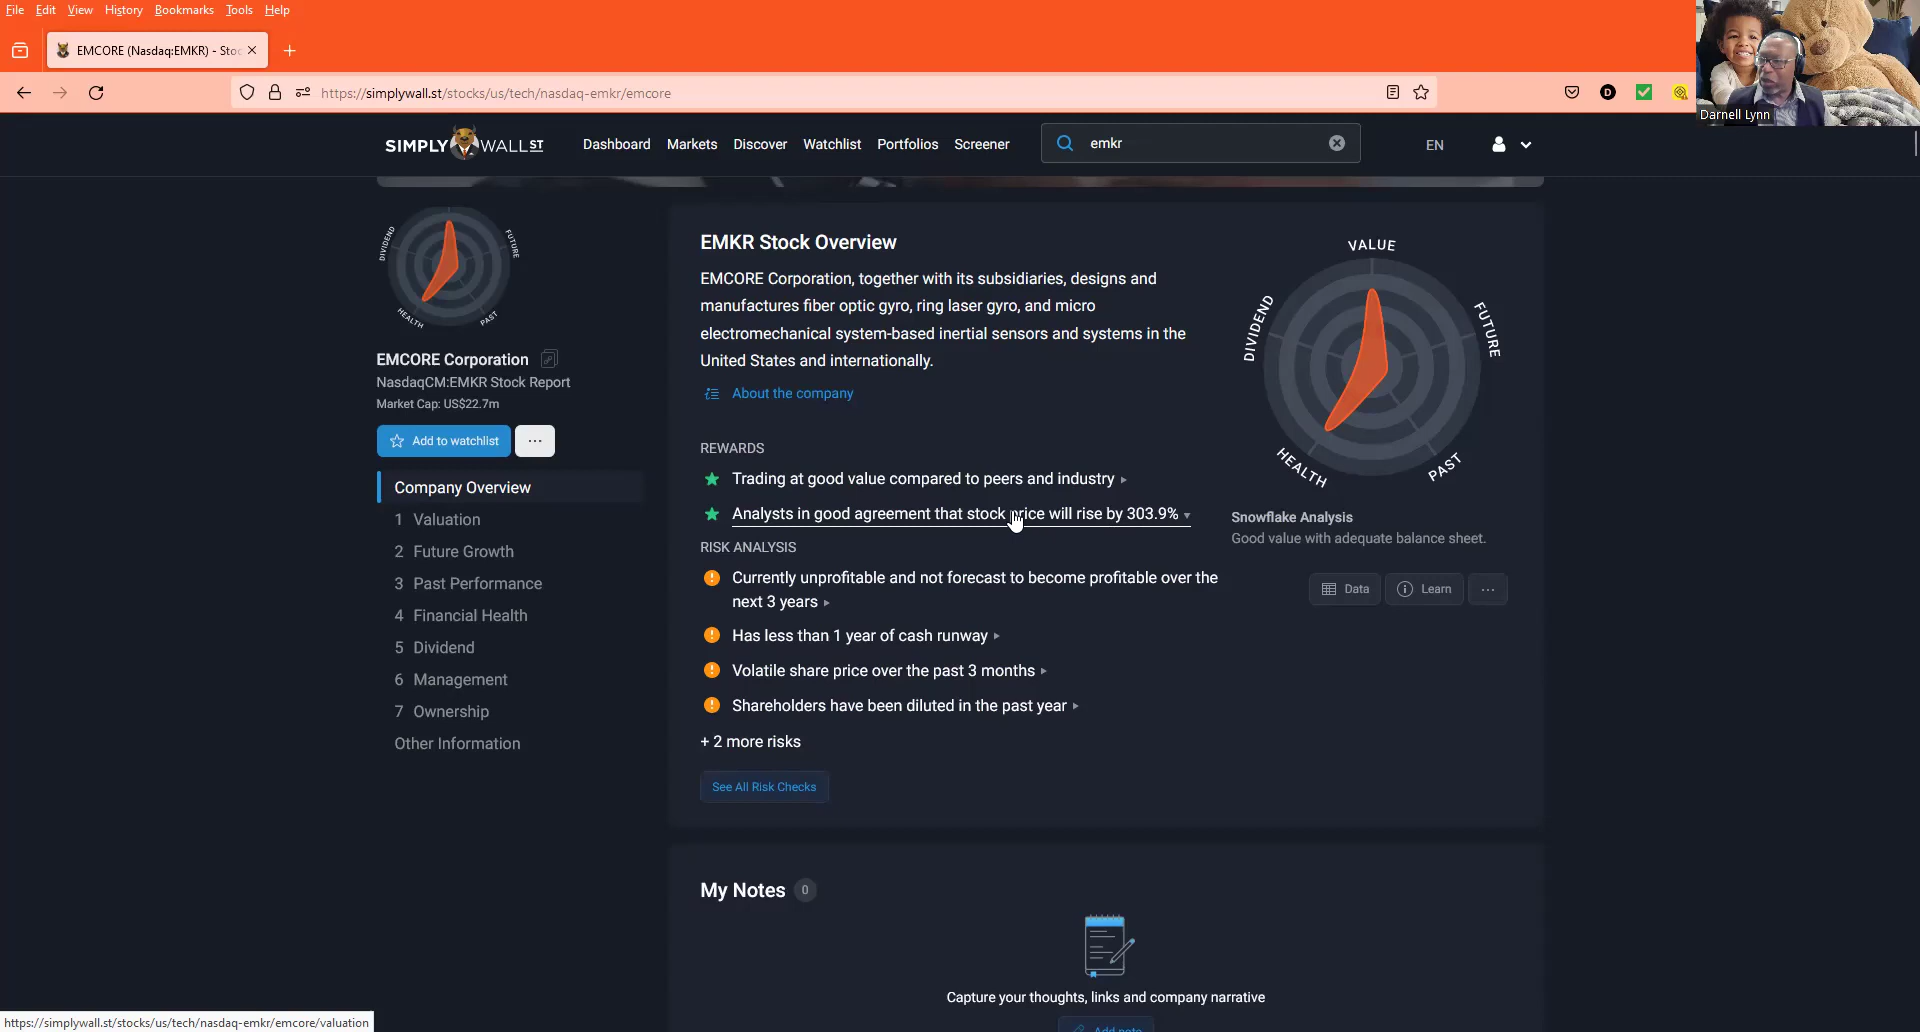 File Edit View History Bookmarks Tools Help
EMCORE (Nasdaq:EMKR) - Stoc
https://simplywall.st/stocks/us/tech/nasdaq-emkr/emcore
Darnell Lynn
SIMPLY WALL ST
Dashboard Markets Discover Watchlist Portfolios Screener
emkr
EN
DIVIDEND
FUTURE
HEALTH
PAST
EMCORE Corporation
NasdaqCM:EMKR Stock Report
Market Cap: US$22.7m
Add to watchlist
Company Overview
1 Valuation
2 Future Growth
3 Past Performance
4 Financial Health
5 Dividend
6 Management
7 Ownership
Other Information
EMKR Stock Overview
EMCORE Corporation, together with its subsidiaries, designs and
manufactures fiber optic gyro, ring laser gyro, and micro
electromechanical system-based inertial sensors and systems in the
United States and internationally.
About the company
REWARDS
Trading at good value compared to peers and industry
Analysts in good agreement that stock price will rise by 303.9%
RISK ANALYSIS
Currently unprofitable and not forecast to become profitable over the
next 3 years
Has less than 1 year of cash runway
Volatile share price over the past 3 months
Shareholders have been diluted in the past year
+ 2 more risks
See All Risk Checks
VALUE
FUTURE
PAST
HEALTH
DIVIDEND
Snowflake Analysis
Good value with adequate balance sheet.
Data
Learn
My Notes 0
Capture your thoughts, links and company narrative
Add note
https://simplywall.st/stocks/us/tech/nasdaq-emkr/emcore/valuation